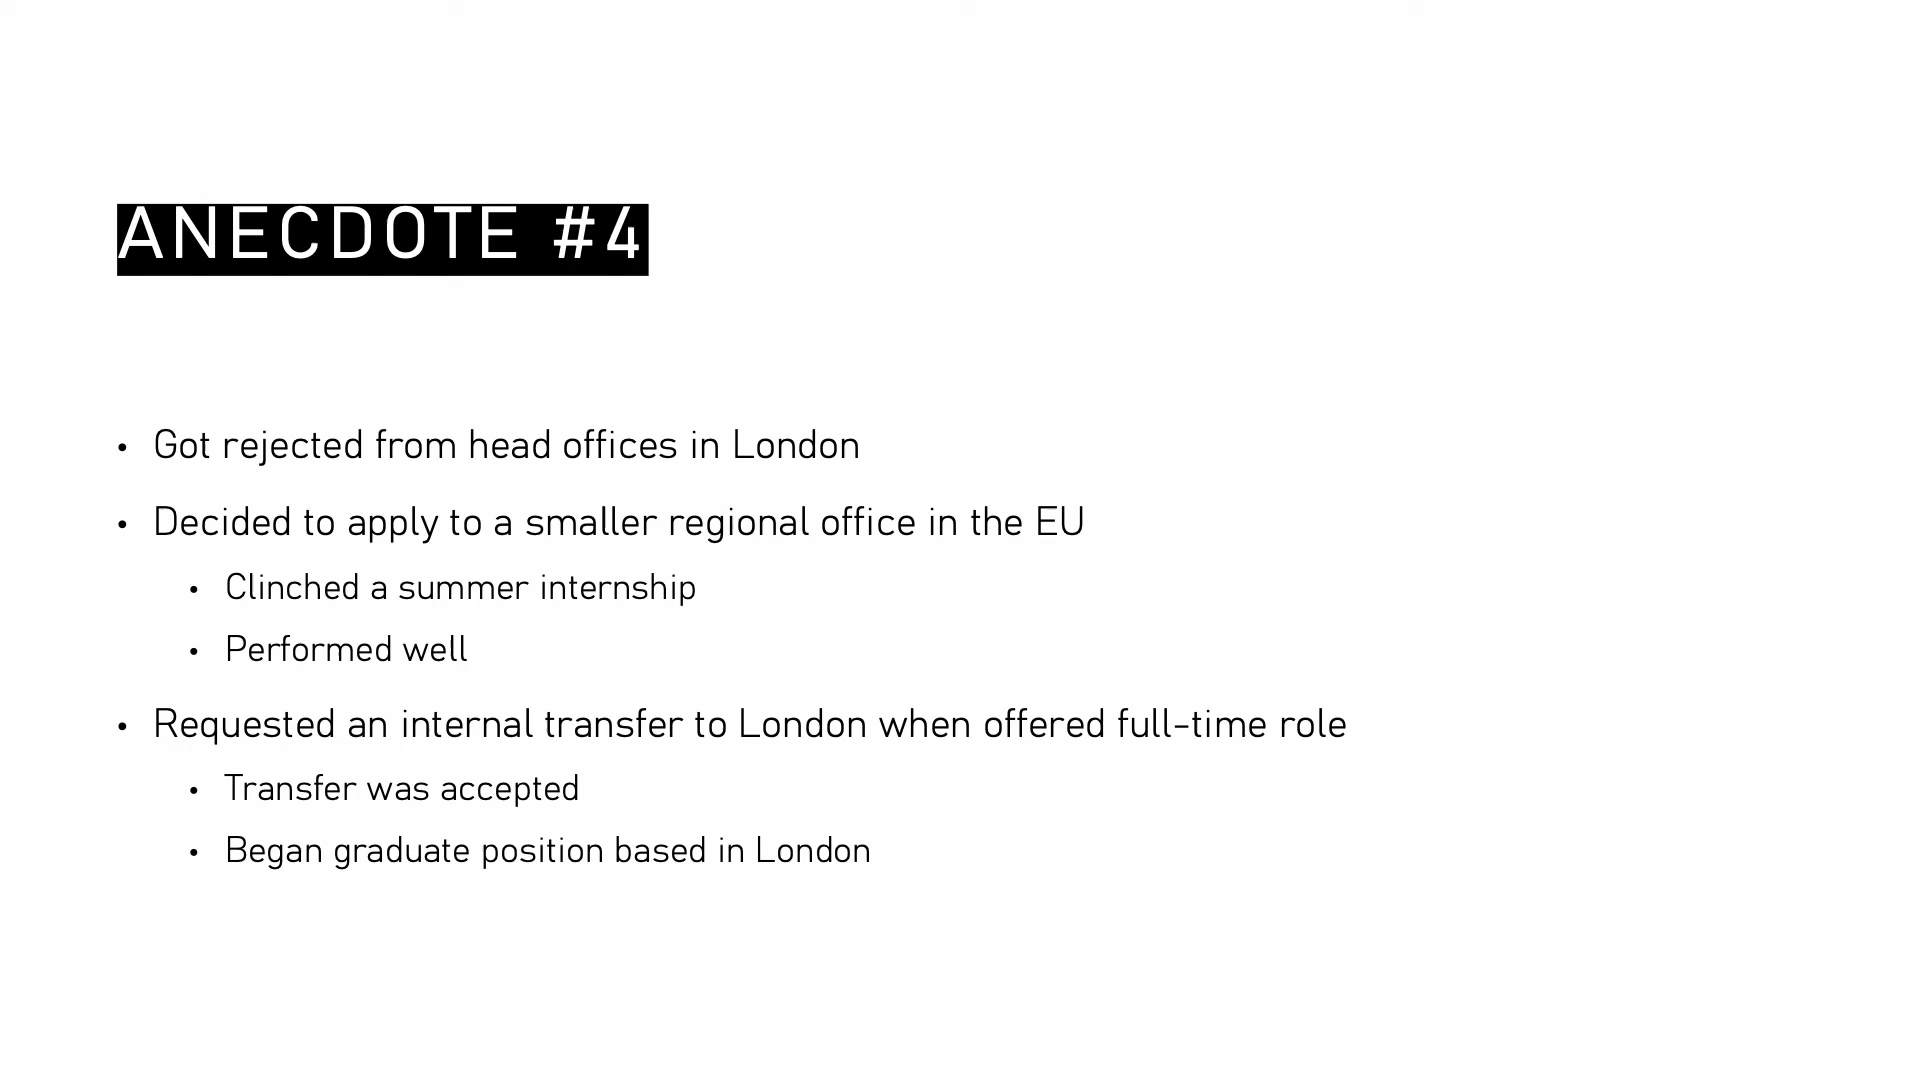 ANECDOTE #4
• Got rejected from head offices in London
• Decided to apply to a smaller regional office in the EU
• Clinched a summer internship
• Performed well
• Requested an internal transfer to London when offered full-time role
• Transfer was accepted
• Began graduate position based in London